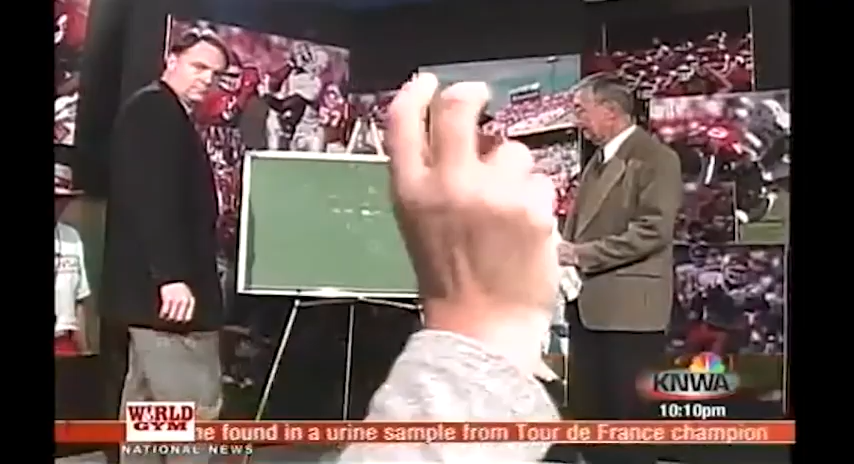 57
KNWA
10:10pm
WORLD
GYM
he found in a urine sample from Tour de France champion
NATIONAL NEWS